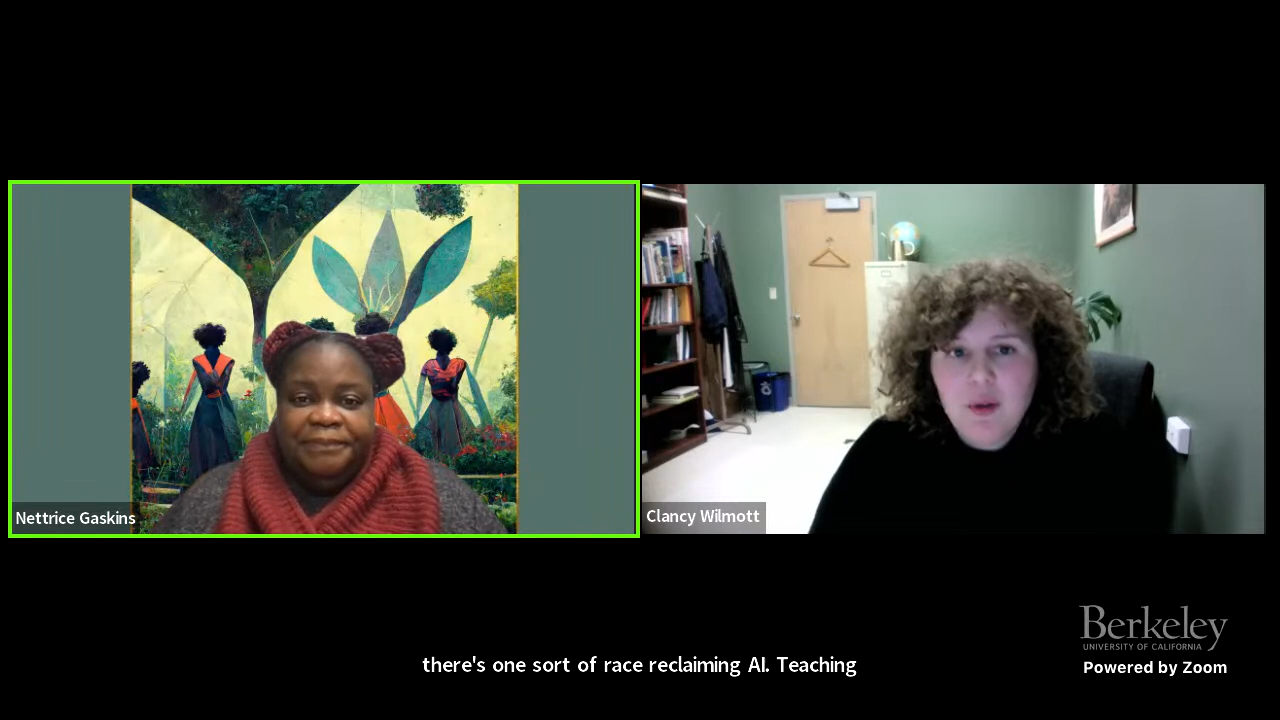 Nettrice Gaskins
Clancy Wilmott
Berkeley
UNIVERSITY OF CALIFORNIA
there's one sort of race reclaiming AI. Teaching
Powered by Zoom